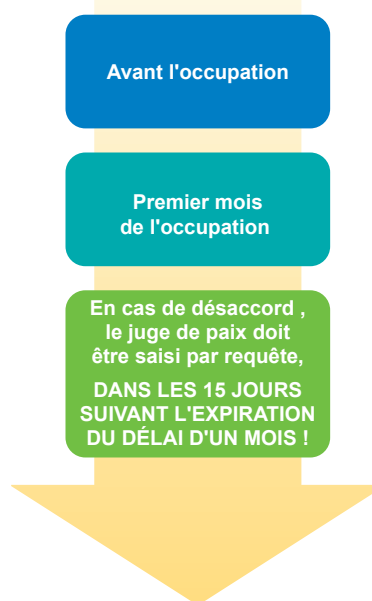 Avant l'occupation
Premier mois
de l'occupation
En cas de désaccord ,
le juge de paix doit
être saisi par requête,
DANS LES 15 JOURS
SUIVANT L'EXPIRATION
DU DÉLAI D'UN MOIS !